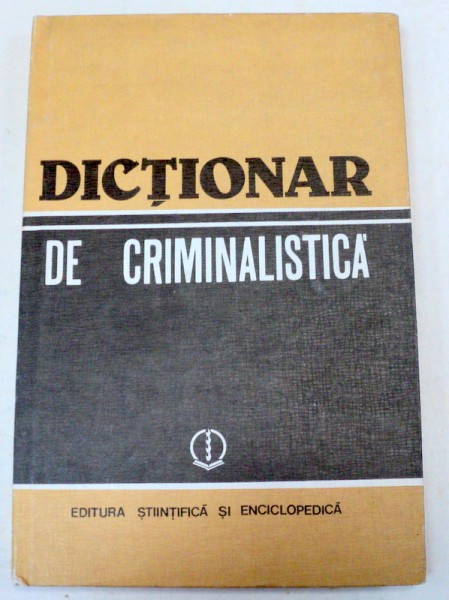 DICȚIONAR
DE CRIMINALISTICĂ
EDITURA ȘTIINȚIFICĂ ȘI ENCICLOPEDICĂ